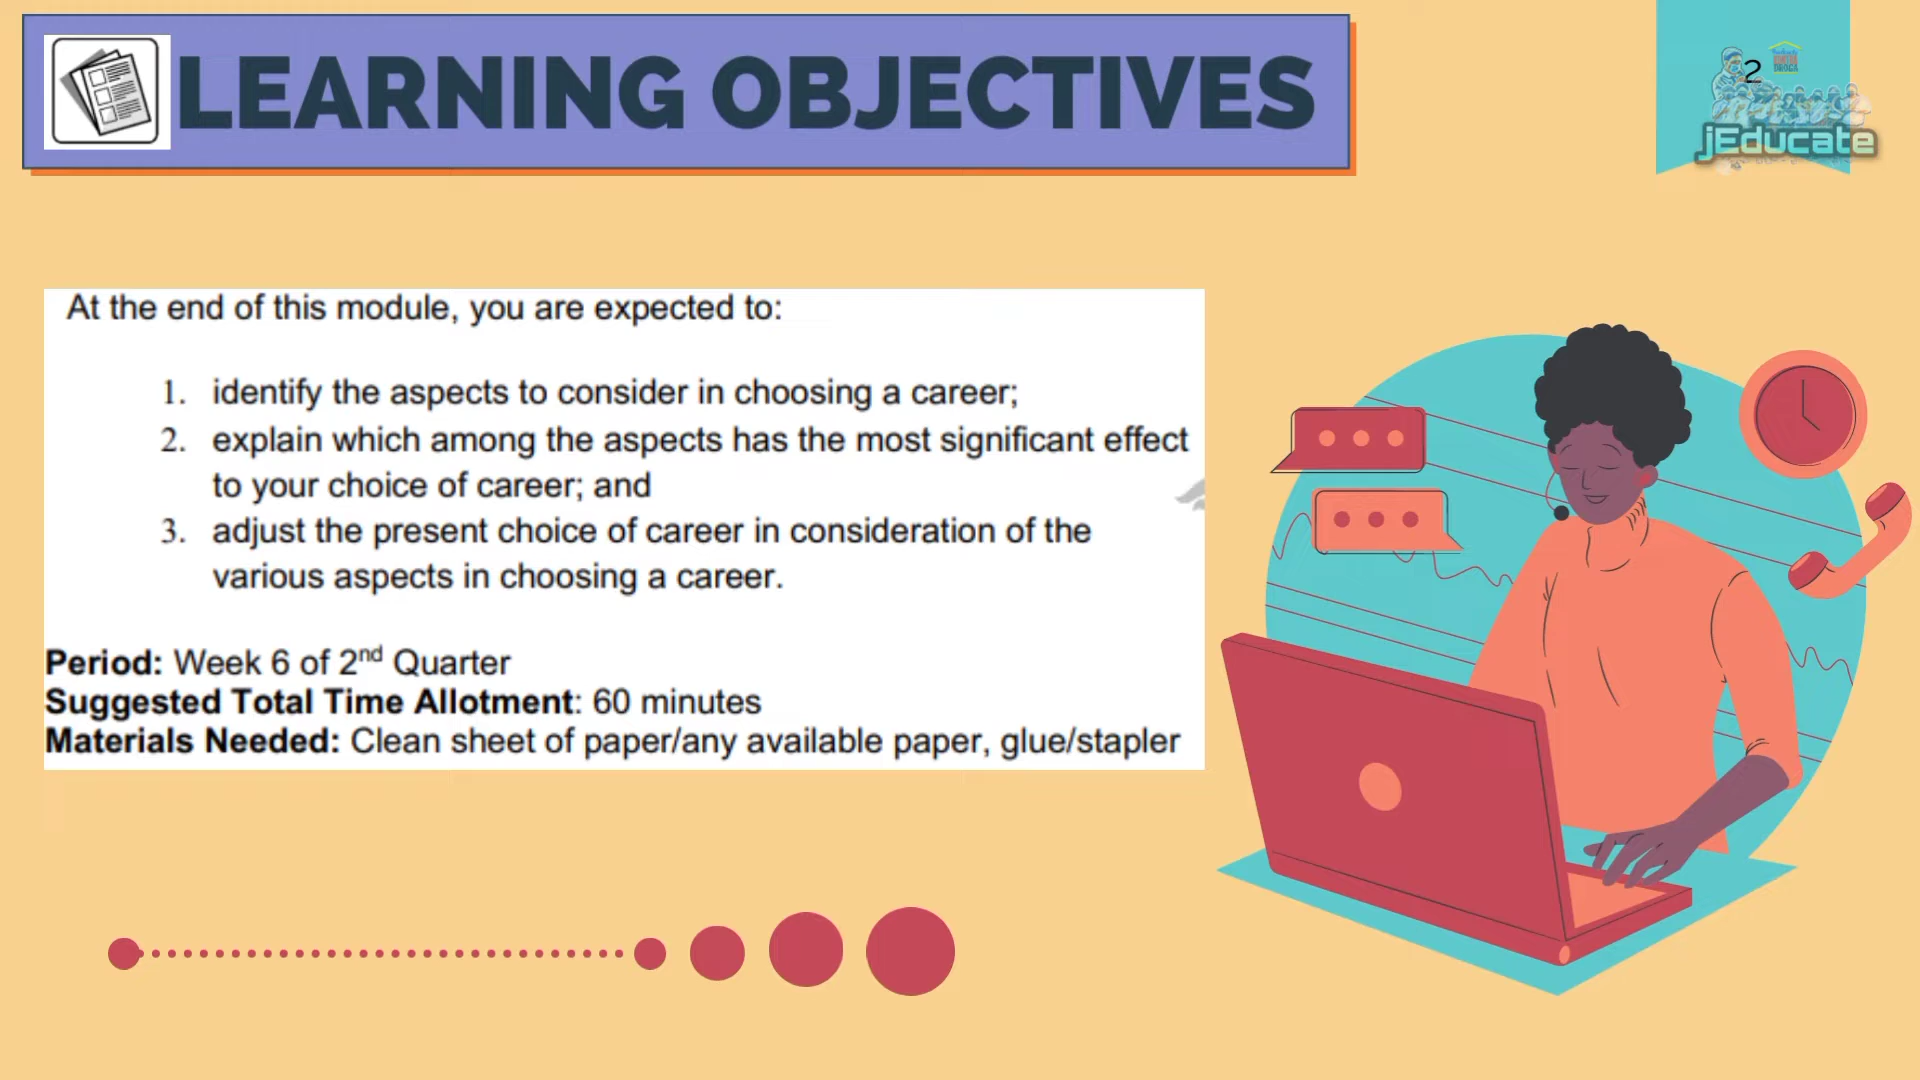 LEARNING OBJECTIVES
2
jEducate
At the end of this module, you are expected to:
1. identify the aspects to consider in choosing a career;
2. explain which among the aspects has the most significant effect
to your choice of career; and
3. adjust the present choice of career in consideration of the
various aspects in choosing a career.
Period: Week 6 of 2nd Quarter
Suggested Total Time Allotment: 60 minutes
Materials Needed: Clean sheet of paper/any available paper, glue/stapler